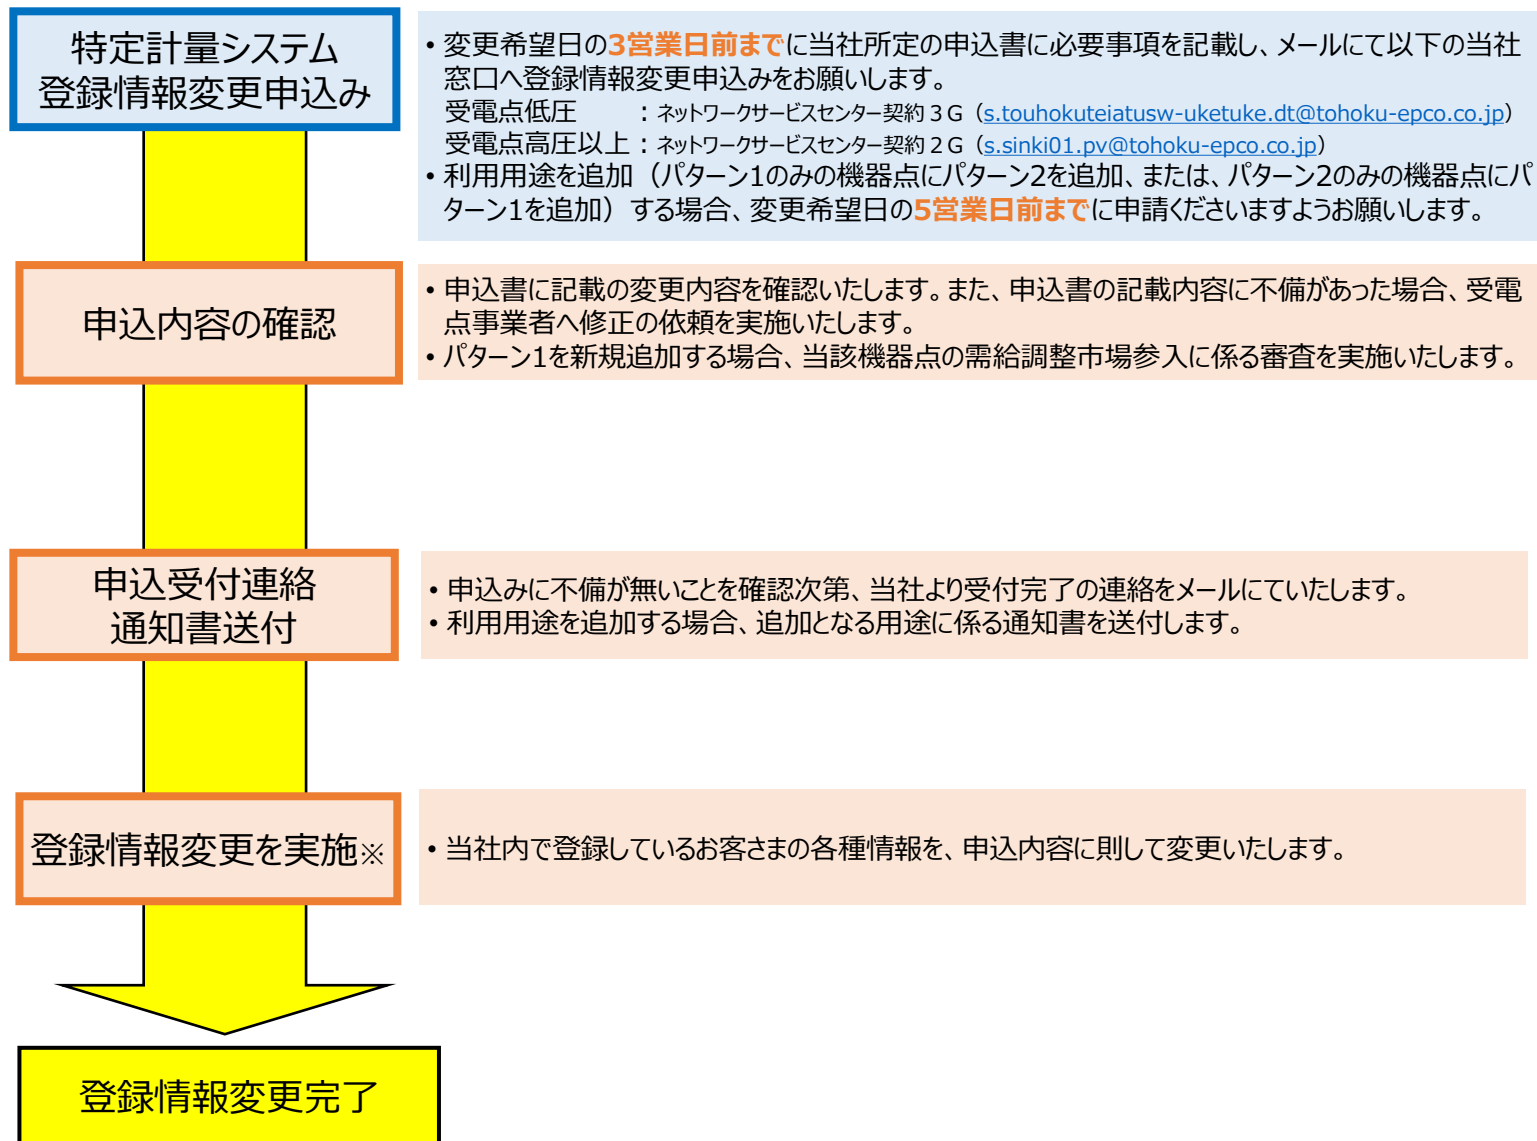 特定計量システム
登録情報変更申込み
• 変更希望日の3営業日前までに当社所定の申込書に必要事項を記載し、メールにて以下の当社
窓口へ登録情報変更申込みをお願いします。
受電点低圧　　：ネットワークサービスセンター契約３Ｇ（s.touhokuteiatusw-uketuke.dt@tohoku-epco.co.jp）
受電点高圧以上：ネットワークサービスセンター契約２Ｇ（s.sinki01.pv@tohoku-epco.co.jp）
• 利用用途を追加（パターン1のみの機器点にパターン2を追加、または、パターン2のみの機器点にパ
ターン1を追加）する場合、変更希望日の5営業日前までに申請くださいますようお願いします。
申込内容の確認
• 申込書に記載の変更内容を確認いたします。また、申込書の記載内容に不備があった場合、受電
点事業者へ修正の依頼を実施いたします。
• パターン1を新規追加する場合、当該機器点の需給調整市場参入に係る審査を実施いたします。
申込受付連絡
通知書送付
• 申込みに不備が無いことを確認次第、当社より受付完了の連絡をメールにていたします。
• 利用用途を追加する場合、追加となる用途に係る通知書を送付します。
登録情報変更を実施※
• 当社内で登録しているお客さまの各種情報を、申込内容に則して変更いたします。
登録情報変更完了